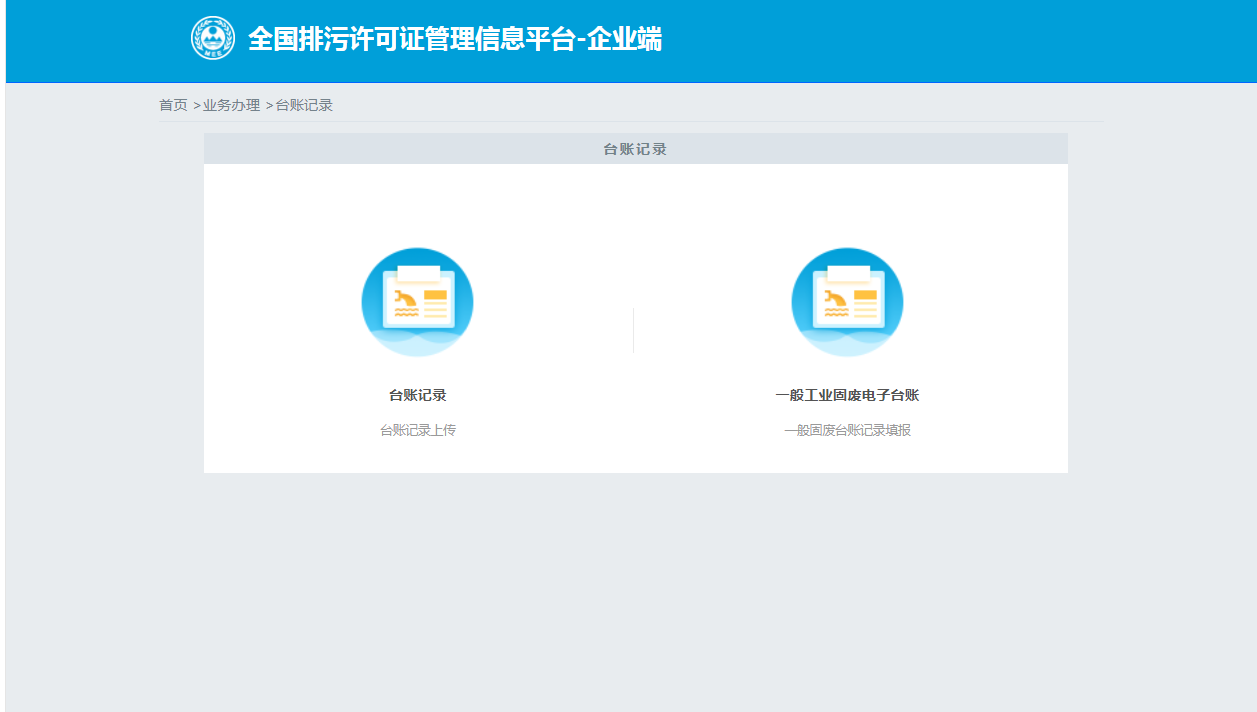 全国排污许可证管理信息平台-企业端
首页 >业务办理 >台账记录
台账记录
台账记录
台账记录上传
一般工业固废电子台账
一般固废台账记录填报